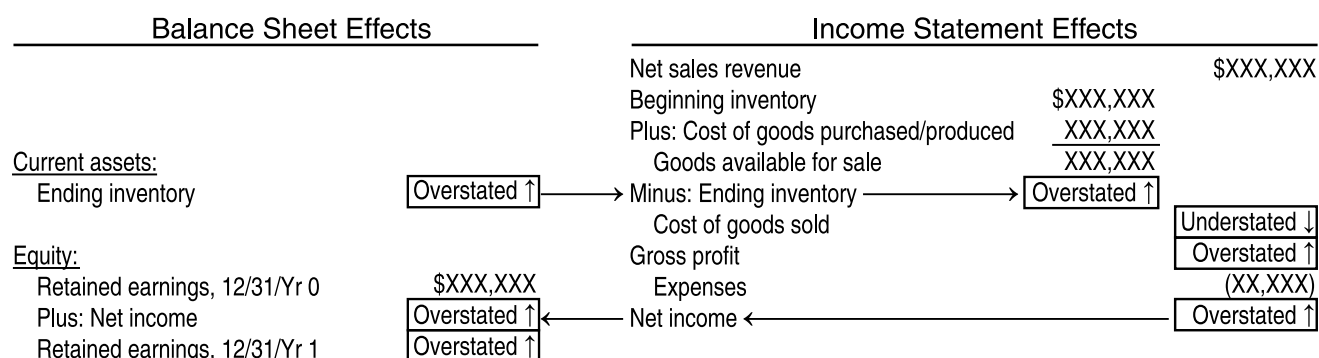 Balance Sheet Effects Income Statement Effects
Net sales revenue $XXX,XXX
Beginning inventory $XXX,XXX
Plus: Cost of goods purchased/produced XXX,XXX
Current assets: Goods available for sale XXX,XXX
Ending inventory Overstated ↑ → Minus: Ending inventory → Overstated ↑
Cost of goods sold Understated ↓
Equity: Gross profit Overstated ↑
Retained earnings, 12/31/Yr 0 $XXX,XXX Expenses (XX,XXX)
Plus: Net income Overstated ↑ ← Net income ← Overstated ↑
Retained earnings, 12/31/Yr 1 Overstated ↑